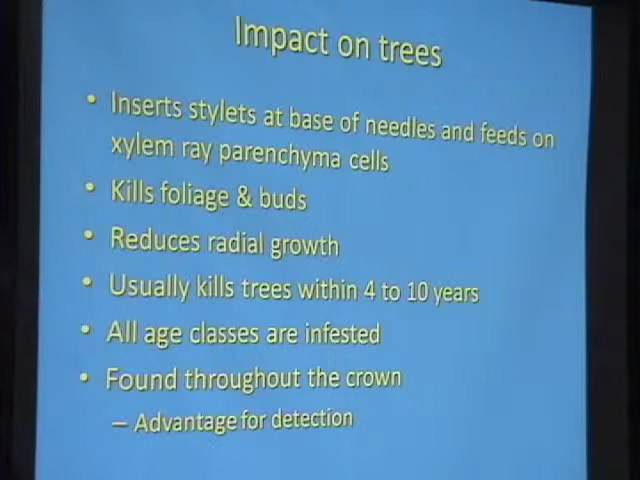 Impact on trees
• Inserts stylets at base of needles and feeds on
xylem ray parenchyma cells
• Kills foliage & buds
• Reduces radial growth
• Usually kills trees within 4 to 10 years
• All age classes are infested
• Found throughout the crown
– Advantage for detection